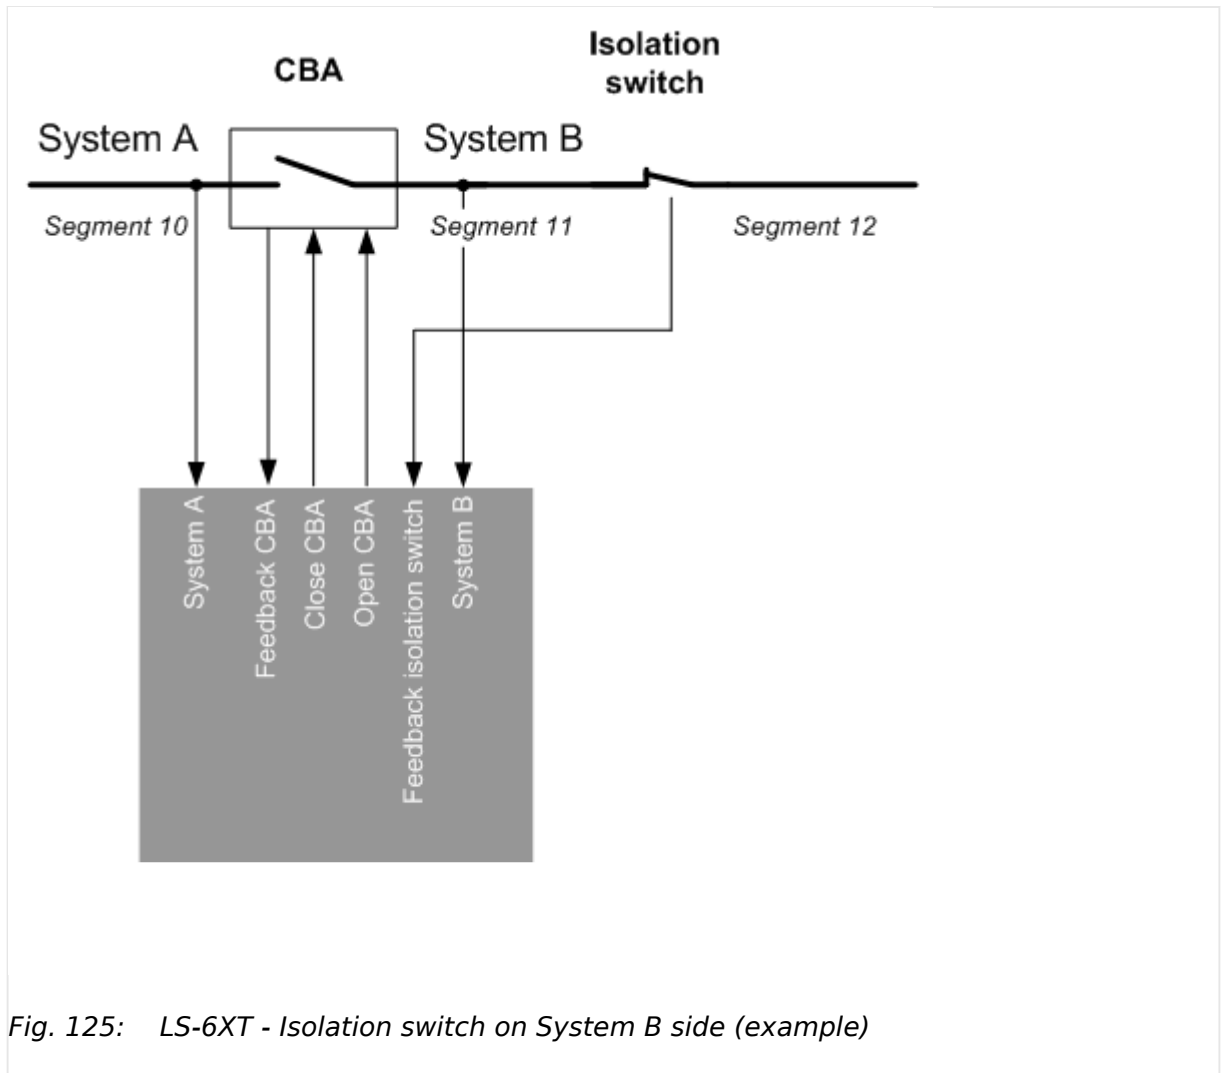 Isolation
switch
CBA
System A
System B
Segment 10
Segment 11
Segment 12
System A
Feedback CBA
Close CBA
Open CBA
Feedback isolation switch
System B
Fig. 125: LS-6XT - Isolation switch on System B side (example)